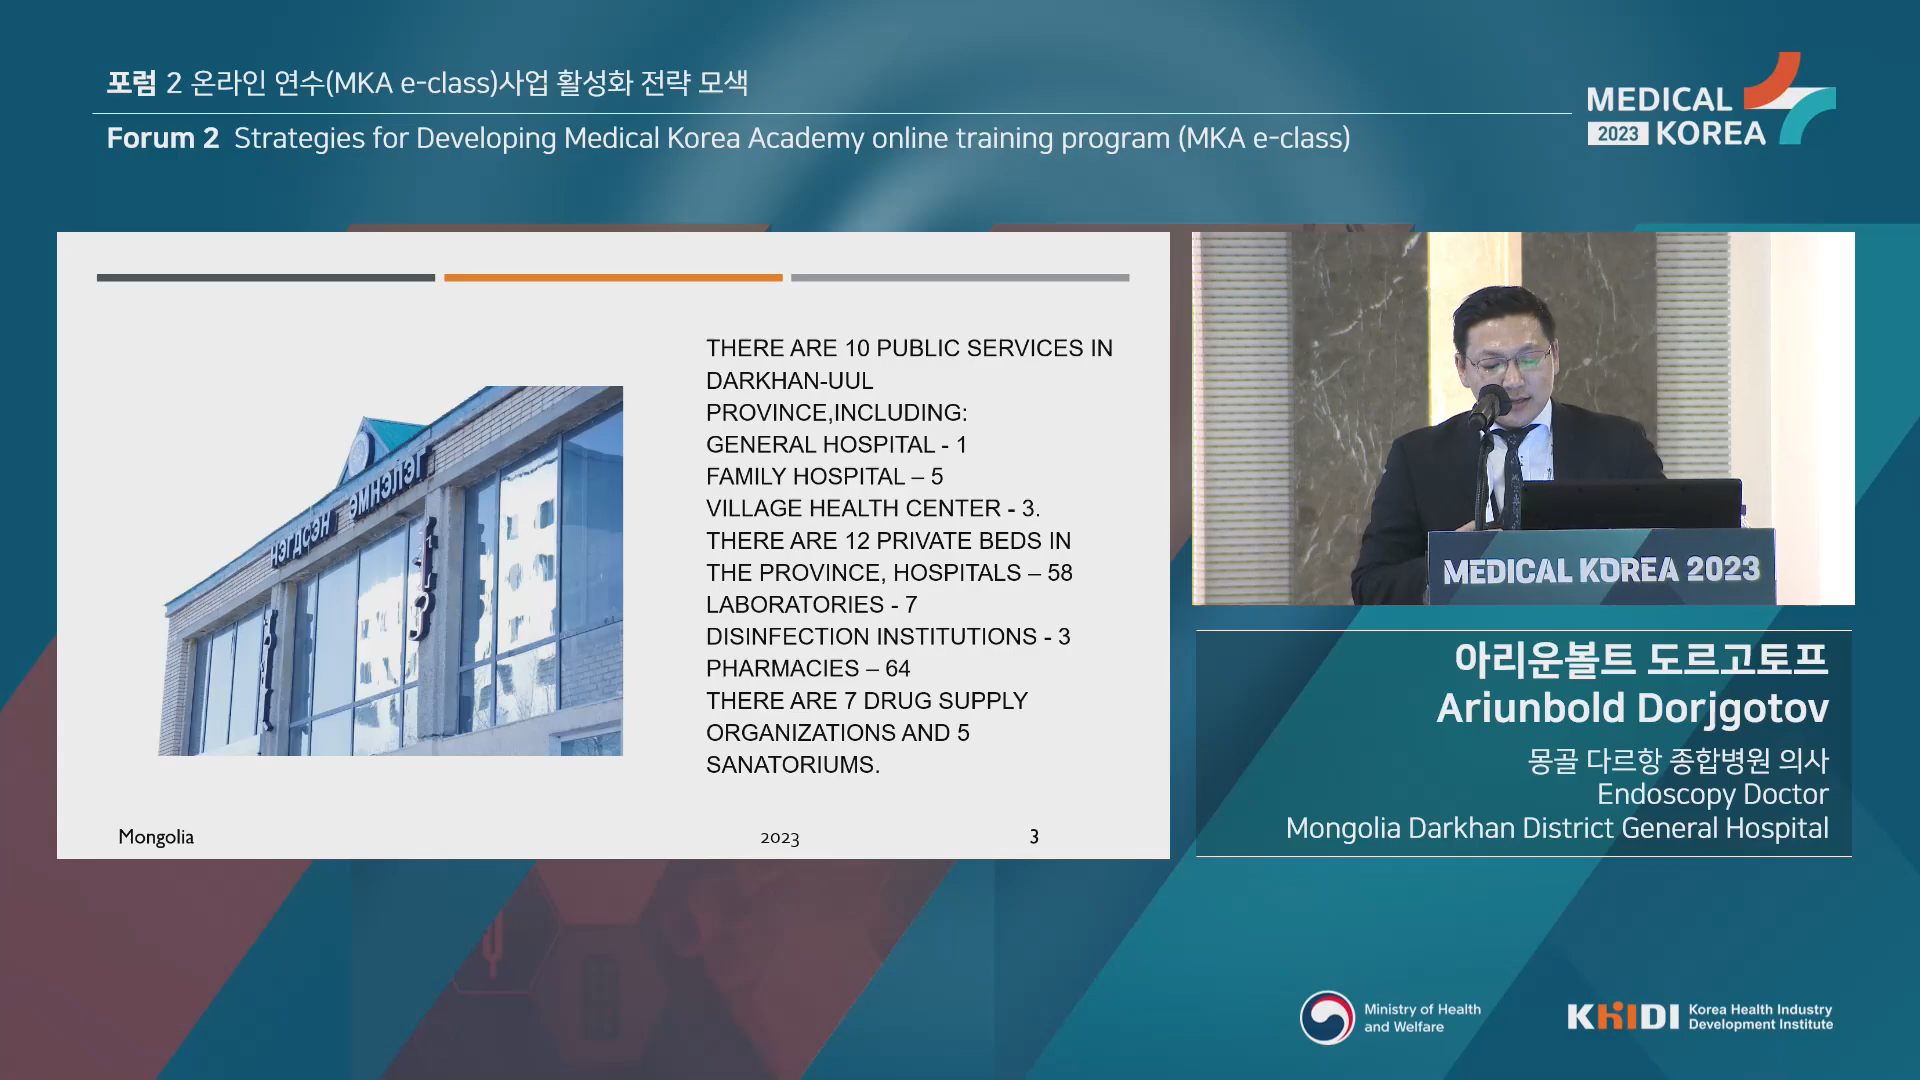 포럼 2 온라인 연수(MKA e-class)사업 활성화 전략 모색
Forum 2 Strategies for Developing Medical Korea Academy online training program (MKA e-class)
MEDICAL
2023 KOREA
THERE ARE 10 PUBLIC SERVICES IN
DARKHAN-UUL
PROVINCE,INCLUDING:
GENERAL HOSPITAL - 1
FAMILY HOSPITAL – 5
VILLAGE HEALTH CENTER - 3.
THERE ARE 12 PRIVATE BEDS IN
THE PROVINCE, HOSPITALS – 58
LABORATORIES - 7
DISINFECTION INSTITUTIONS - 3
PHARMACIES – 64
THERE ARE 7 DRUG SUPPLY
ORGANIZATIONS AND 5
SANATORIUMS.
НЭГДСЭН ЭМНЭЛЭГ
Mongolia
2023
3
MEDICAL KOREA 2023
아리운볼트 도르고토프
Ariunbold Dorjgotov
몽골 다르항 종합병원 의사
Endoscopy Doctor
Mongolia Darkhan District General Hospital
Ministry of Health
and Welfare
KHIDI
Korea Health Industry
Development Institute